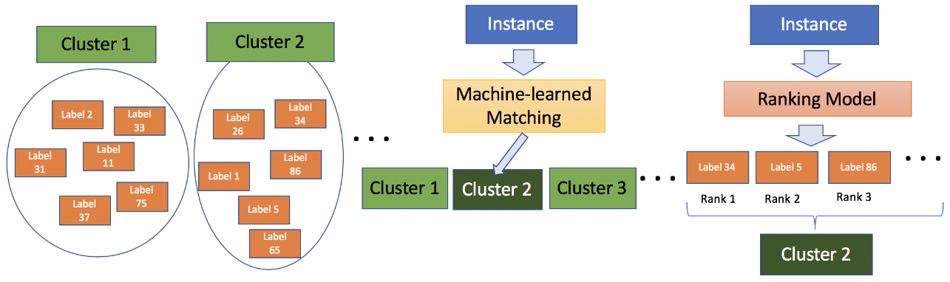 Cluster 1
Label 2
Label
33
Label
31
Label
11
Label
75
Label
37
Cluster 2
Label
26
Label
34
Label 1
Label
86
Label 5
Label
65
Instance
Machine-learned
Matching
Cluster 1
Cluster 2
Cluster 3
Instance
Ranking Model
Label 34
Label 5
Label 86
Rank 1
Rank 2
Rank 3
Cluster 2